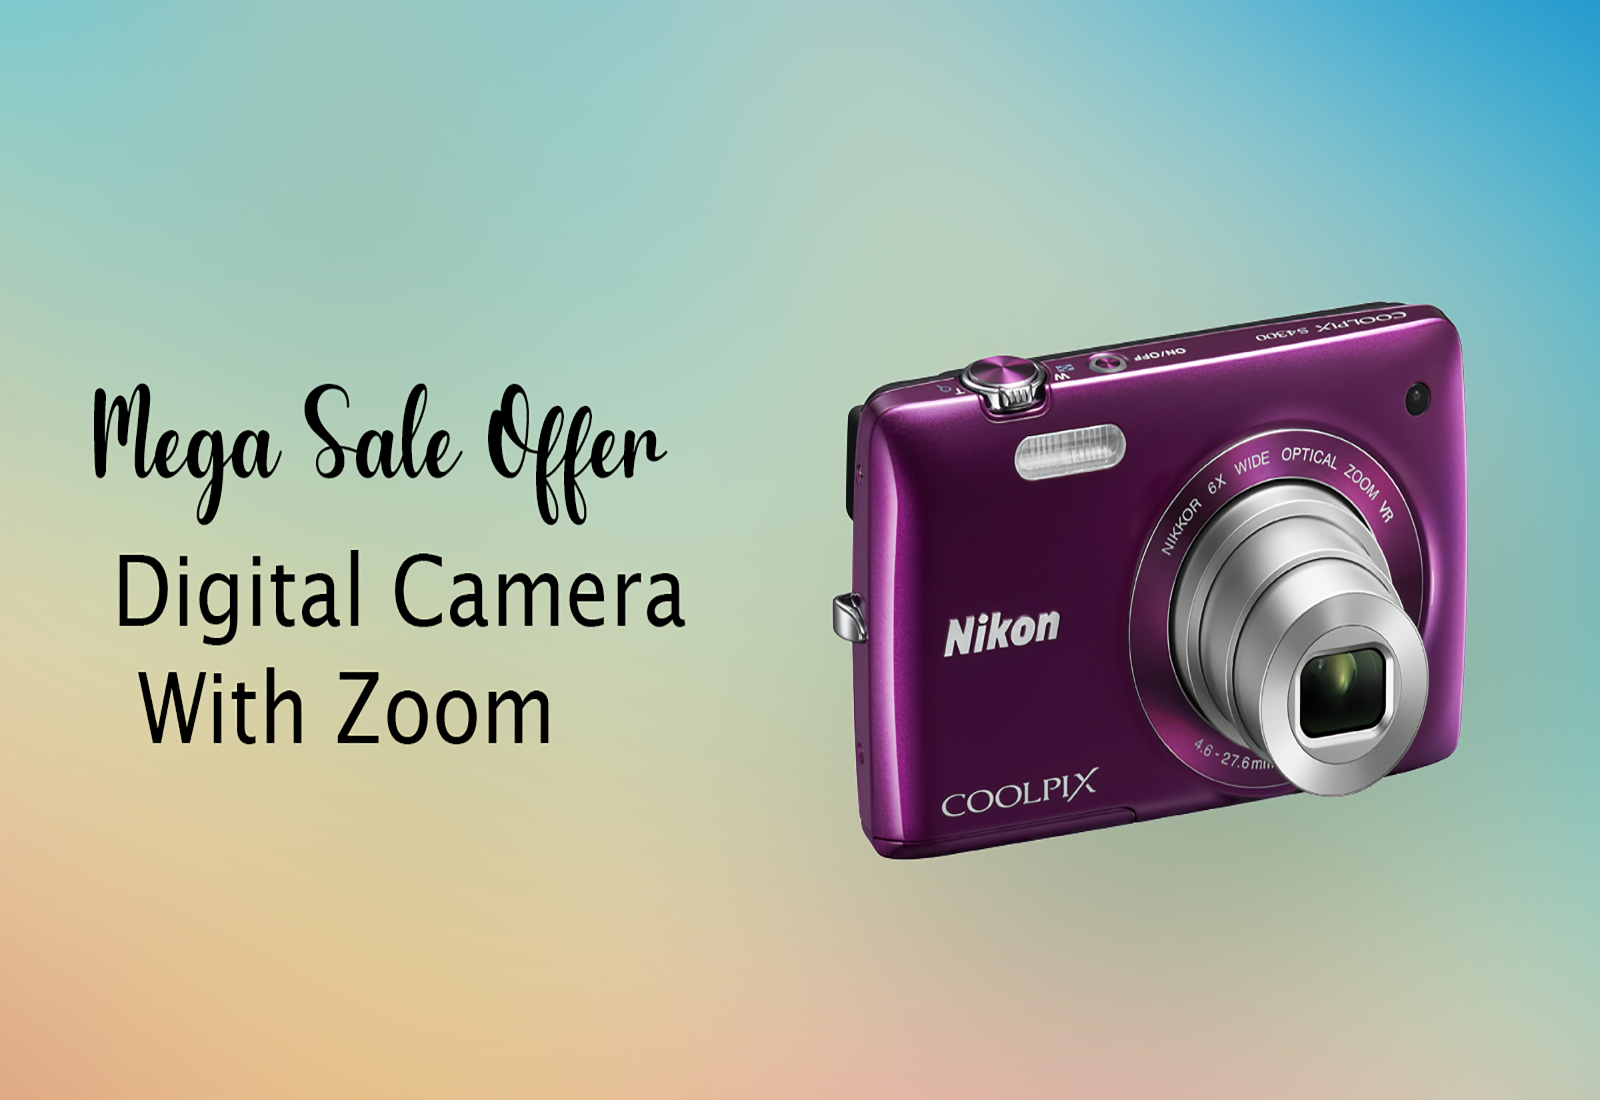 Mega Sale Offer
Digital Camera
With Zoom
COOLPIX S4300
ON/OFF
W
T
NIKKOR 6X WIDE OPTICAL ZOOM VR
Nikon
4.6-27.6mm
COOLPIX